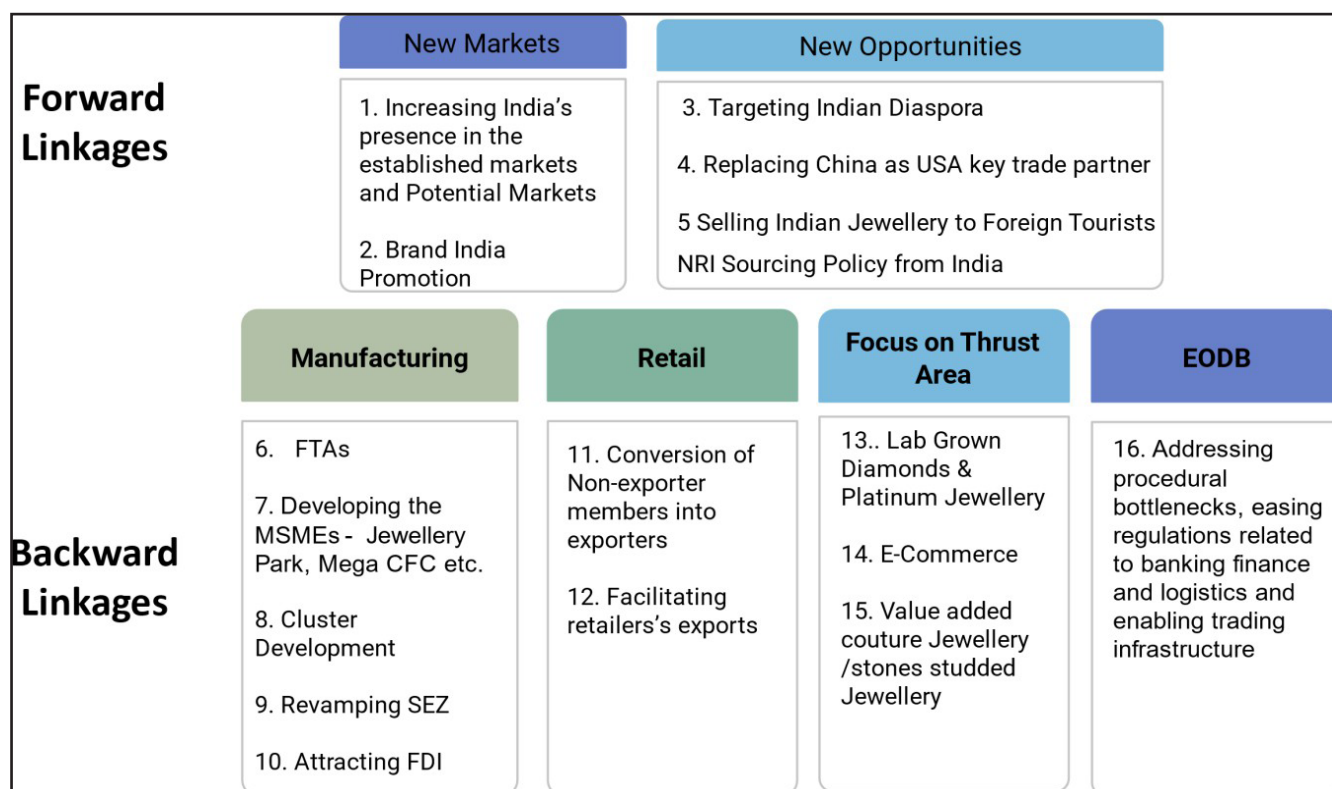 Forward
Linkages
New Markets
1. Increasing India's
presence in the
established markets
and Potential Markets
2. Brand India
Promotion
New Opportunities
3. Targeting Indian Diaspora
4. Replacing China as USA key trade partner
5 Selling Indian Jewellery to Foreign Tourists
NRI Sourcing Policy from India
Backward
Linkages
Manufacturing
6. FTAs
7. Developing the
MSMEs - Jewellery
Park, Mega CFC etc.
8. Cluster
Development
9. Revamping SEZ
10. Attracting FDI
Retail
11. Conversion of
Non-exporter
members into
exporters
12. Facilitating
retailers's exports
Focus on Thrust
Area
13.. Lab Grown
Diamonds &
Platinum Jewellery
14. E-Commerce
15. Value added
couture Jewellery
/stones studded
Jewellery
EODB
16. Addressing
procedural
bottlenecks, easing
regulations related
to banking finance
and logistics and
enabling trading
infrastructure